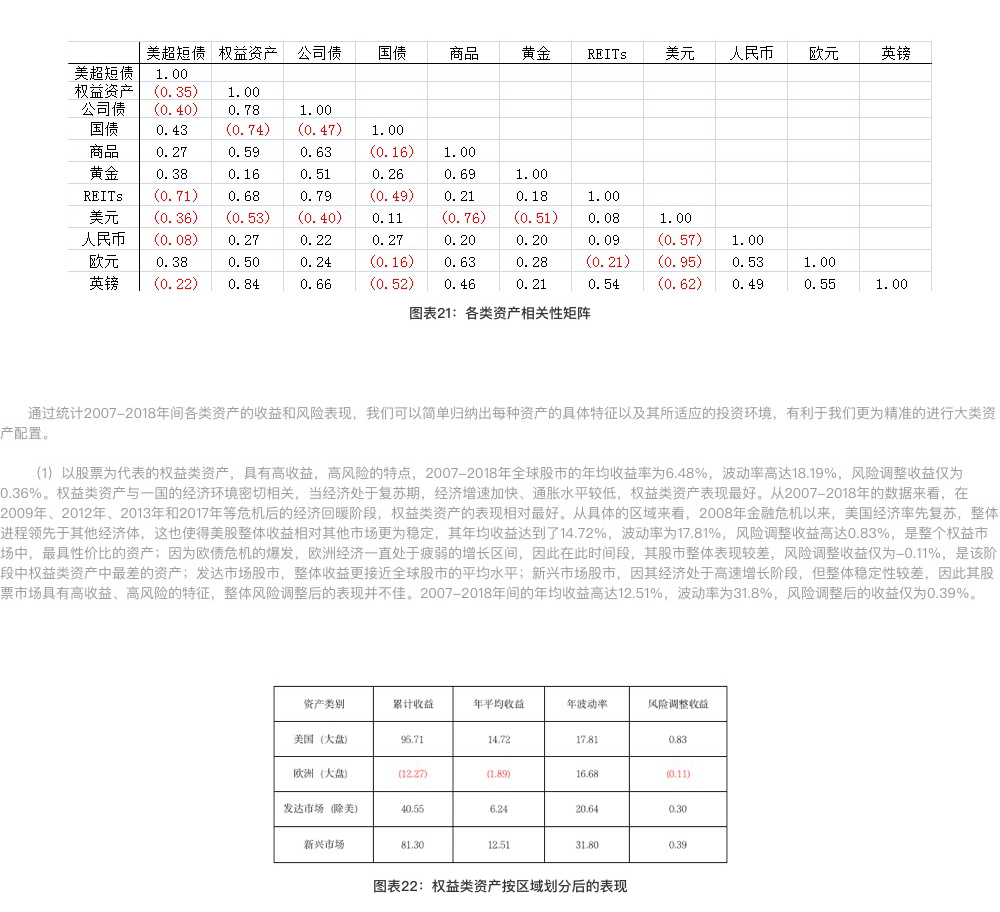 美超短债 权益资产 公司债 国债 商品 黄金 REITs 美元 人民币 欧元 英镑
美超短债 1.00
权益资产 (0.35) 1.00
公司债 (0.40) 0.78 1.00
国债 0.43 (0.74) (0.47) 1.00
商品 0.27 0.59 0.63 (0.16) 1.00
黄金 0.38 0.16 0.51 0.26 0.69 1.00
REITs (0.71) 0.68 0.79 (0.49) 0.21 0.18 1.00
美元 (0.36) (0.53) (0.40) 0.11 (0.76) (0.51) 0.08 1.00
人民币 (0.08) 0.27 0.22 0.27 0.20 0.20 0.09 (0.57) 1.00
欧元 0.38 0.50 0.24 (0.16) 0.63 0.28 (0.21) (0.95) 0.53 1.00
英镑 (0.22) 0.84 0.66 (0.52) 0.46 0.21 0.54 (0.62) 0.49 0.55 1.00
图表21：各类资产相关性矩阵
通过统计2007-2018年间各类资产的收益和风险表现，我们可以简单归纳出每种资产的具体特征以及其所适应的投资环境，有利于我们更为精准的进行大类资
产配置。
（1）以股票为代表的权益类资产，具有高收益，高风险的特点，2007-2018年全球股市的年均收益率为6.48%，波动率高达18.19%，风险调整收益仅为
0.36%。权益类资产与一国的经济环境密切相关，当经济处于复苏期，经济增速加快、通胀水平较低，权益类资产表现最好。从2007-2018年的数据来看，在
2009年、2012年、2013年和2017年等危机后的经济回暖阶段，权益类资产的表现相对最好。从具体的区域来看，2008年金融危机以来，美国经济率先复苏，整体
进程领先于其他经济体，这也使得美股整体收益相对其他市场更为稳定，其年均收益达到了14.72%，波动率为17.81%，风险调整收益高达0.83%，是整个权益市
场中，最具性价比的资产；因为欧债危机的爆发，欧洲经济一直处于疲弱的增长区间，因此在此时间段，其股市整体表现较差，风险调整收益仅为-0.11%，是该阶
段中权益类资产中最差的资产；发达市场股市，整体收益更接近全球股市的平均水平；新兴市场股市，因其经济处于高速增长阶段，但整体稳定性较差，因此其股
票市场具有高收益、高风险的特征，整体风险调整后的表现并不佳。2007-2018年间的年均收益高达12.51%，波动率为31.8%，风险调整后的收益仅为0.39%。
资产类别 累计收益 年平均收益 年波动率 风险调整收益
美国（大盘） 95.71 14.72 17.81 0.83
欧洲（大盘） (12.27) (1.89) 16.68 (0.11)
发达市场（除美） 40.55 6.24 20.64 0.30
新兴市场 81.30 12.51 31.80 0.39
图表22：权益类资产按区域划分后的表现